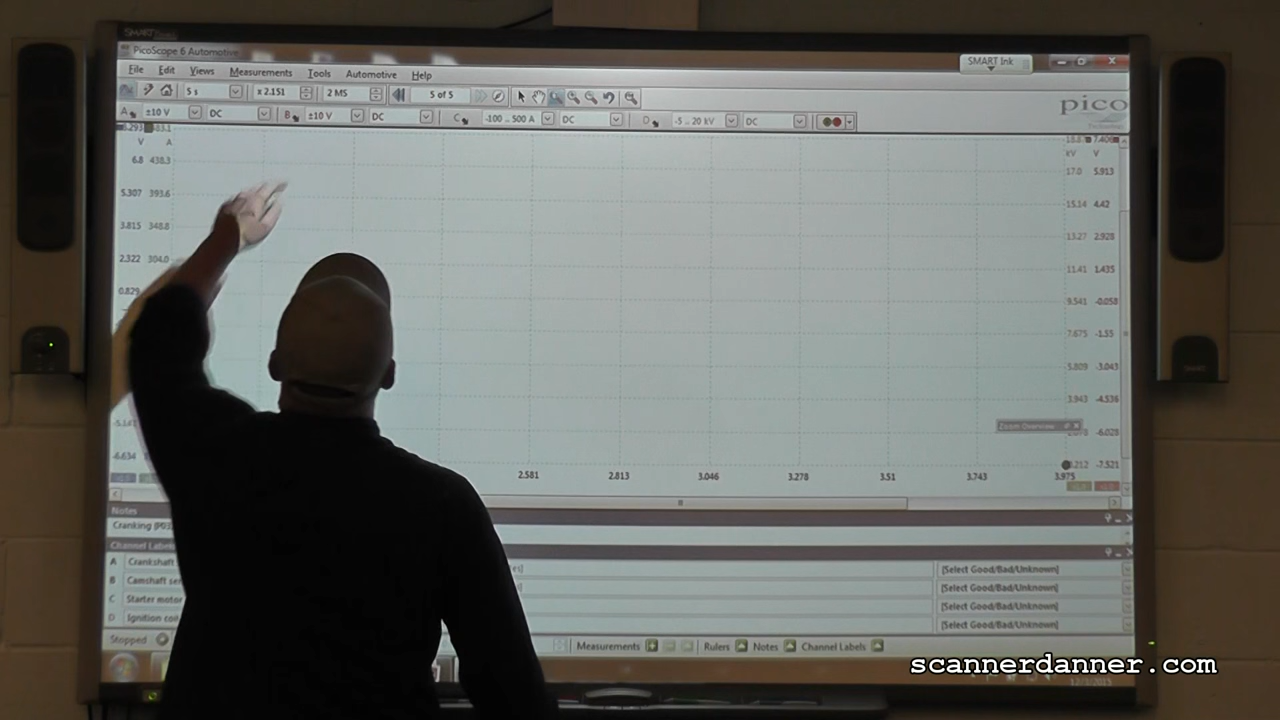 SMART
PicoScope 6 Automotive
SMART Ink
File Edit Views Measurements Tools Automotive Help
5 s x 2.151 2 MS 5 of 5
pico
Technology
A ±10 V DC B ±10 V DC C -100 .. 500 A DC D -5 .. 20 kV DC
V A kV V
6.8 438.3 17.0 5.913
5.307 393.6 15.14 4.42
3.815 348.8 13.27 2.928
2.322 304.0 11.41 1.435
0.829 9.541 -0.058
7.675 -1.55
5.809 -3.043
3.943 -4.536
Zoom Overview
-6.028
-6.634
-7.521
2.581 2.813 3.046 3.278 3.51 3.743 3.975
Notes
Cranking
Channel Labels
A Crankshaft [Select Good/Bad/Unknown]
B Camshaft [Select Good/Bad/Unknown]
C Starter motor [Select Good/Bad/Unknown]
D Ignition [Select Good/Bad/Unknown]
Stopped Measurements Rulers Notes Channel Labels
scannerdanner.com
12/3/2015